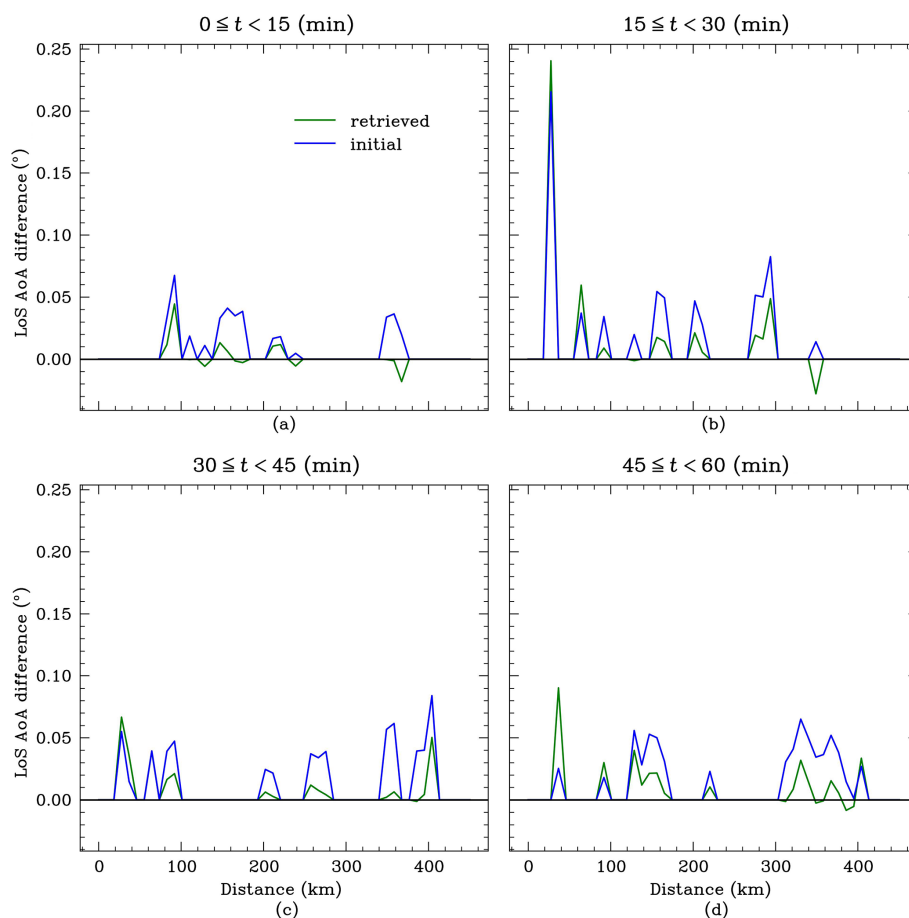 0 ≦ t < 15 (min)
15 ≦ t < 30 (min)
0.25
0.20
0.15
0.10
0.05
0.00
LoS AoA difference (°)
retrieved
initial
(a)
(b)
30 ≦ t < 45 (min)
45 ≦ t < 60 (min)
0.25
0.20
0.15
0.10
0.05
0.00
LoS AoA difference (°)
0 100 200 300 400
0 100 200 300 400
Distance (km)
Distance (km)
(c)
(d)